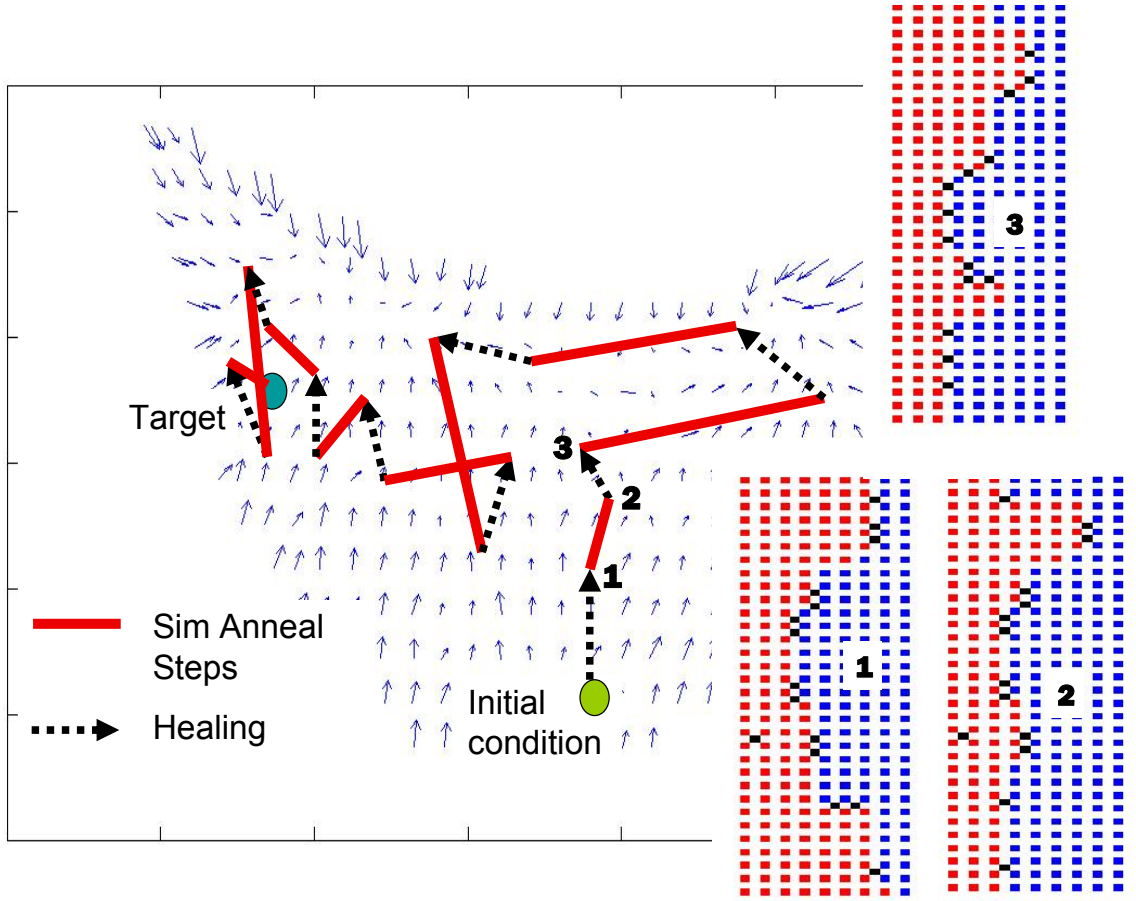 3
Target
3
2
1
Sim Anneal
Steps
Healing
Initial
condition
1
2